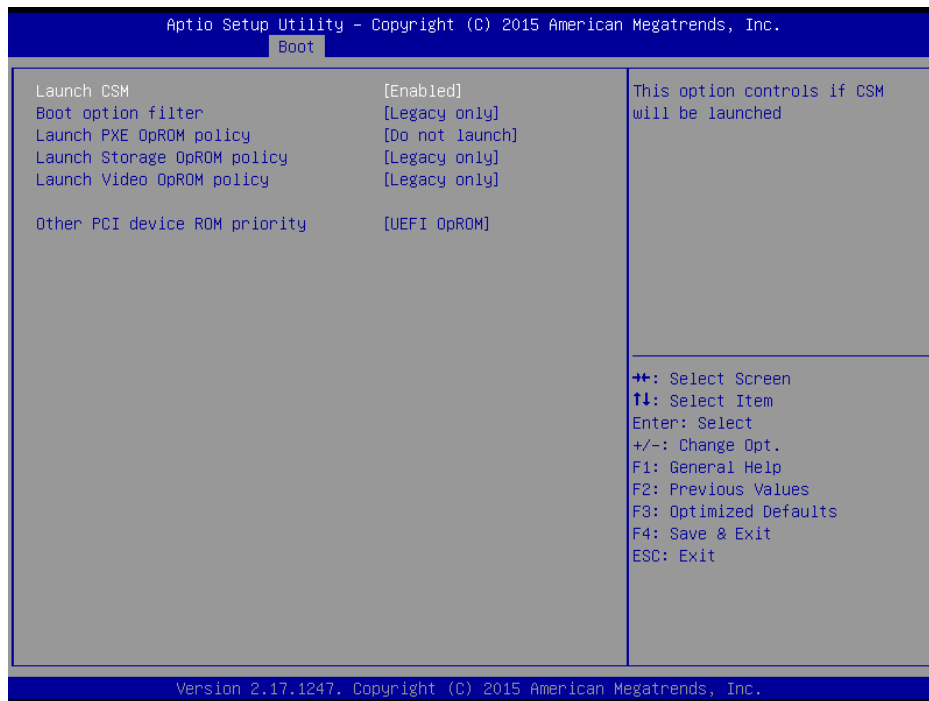 Aptio Setup Utility – Copyright (C) 2015 American Megatrends, Inc.
Boot
Launch CSM [Enabled]
Boot option filter [Legacy only]
Launch PXE OpROM policy [Do not launch]
Launch Storage OpROM policy [Legacy only]
Launch Video OpROM policy [Legacy only]
Other PCI device ROM priority [UEFI OpROM]
This option controls if CSM
will be launched
→←: Select Screen
↑↓: Select Item
Enter: Select
+/-: Change Opt.
F1: General Help
F2: Previous Values
F3: Optimized Defaults
F4: Save & Exit
ESC: Exit
Version 2.17.1247. Copyright (C) 2015 American Megatrends, Inc.